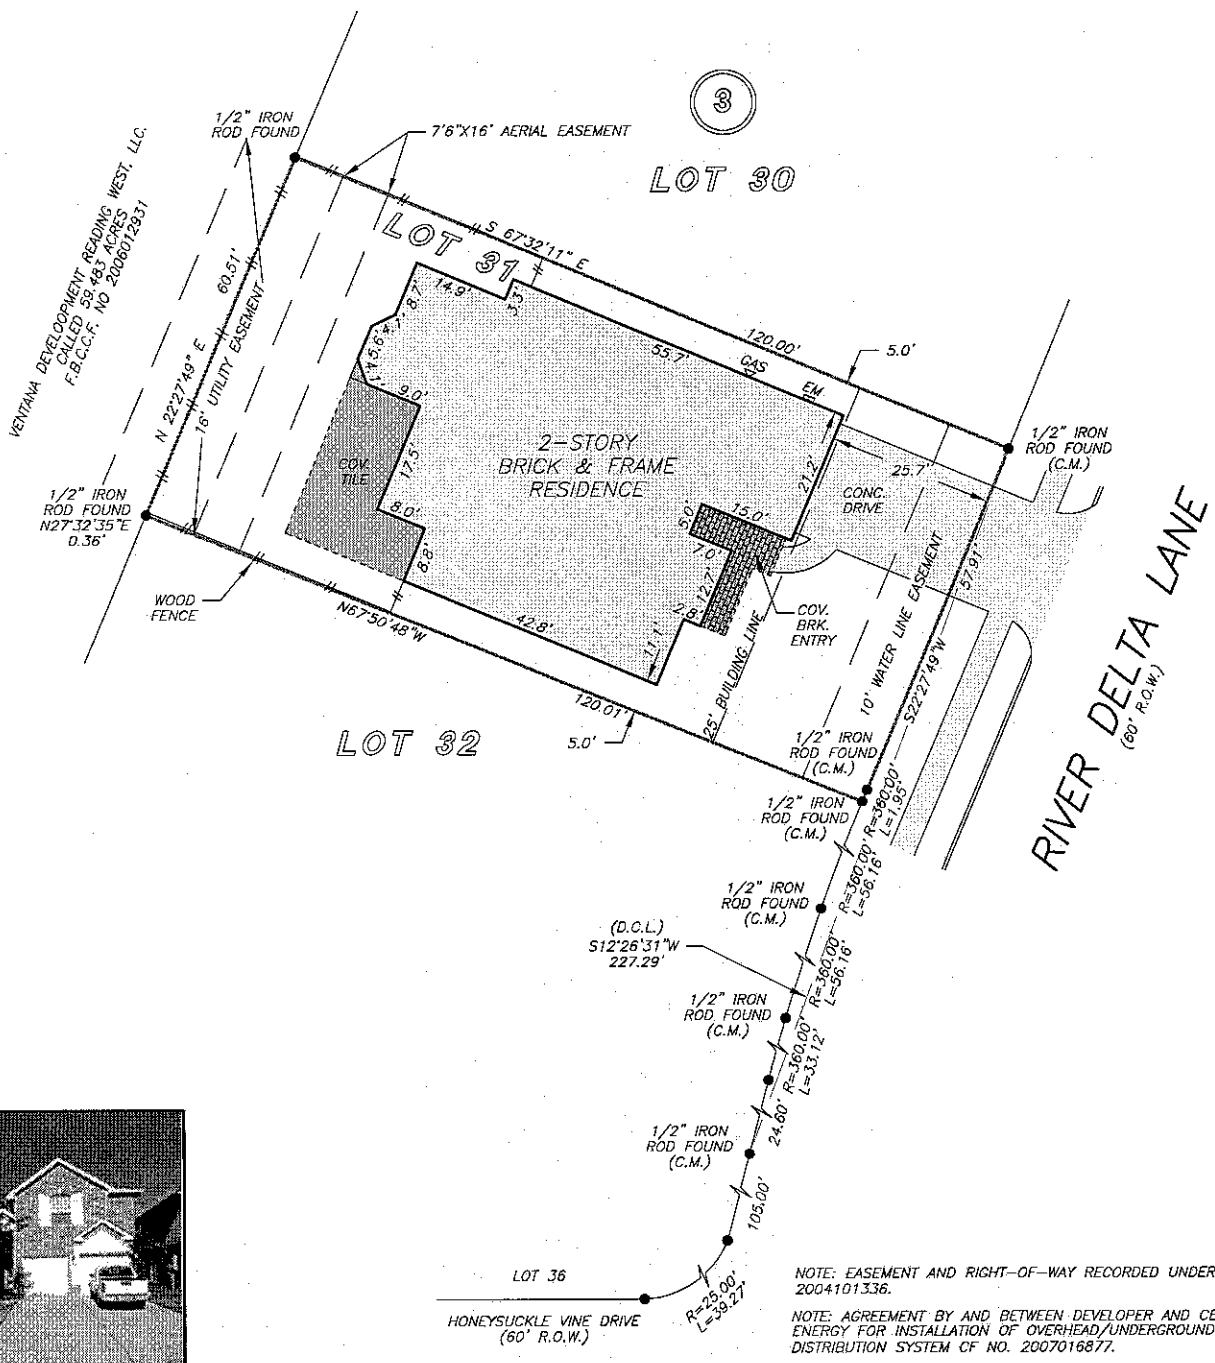 3
LOT 30
1/2" IRON
ROD FOUND
7'6"X16' AERIAL EASEMENT
VENTANA DEVELOPMENT READING WEST, LLC.
CALLED 59.483 ACRES
F.B.C.C.F. NO 2006012931
LOT 31
S 67°32'11" E
120.00'
5.0'
N 22°27'49" E
60.51'
16' UTILITY EASEMENT
14.9'
3.3'
8.7'
4.1'
5.6'
4.1'
55.7'
GAS
EM
9.0'
17.5'
COV.
TILE
8.0'
8.8'
2-STORY
BRICK & FRAME
RESIDENCE
21.2'
25.7'
CONC.
DRIVE
15.0'
5.0'
7.0'
12.7'
2.8'
11.1'
42.8'
COV.
BRK.
ENTRY
1/2" IRON
ROD FOUND
(C.M.)
1/2" IRON
ROD FOUND
N27°32'35"E
0.36'
WOOD
FENCE
N67°50'48"W
120.01'
5.0'
LOT 32
25' BUILDING LINE
10' WATER LINE EASEMENT
S22°27'49"W
57.91'
RIVER DELTA LANE
(60' R.O.W.)
1/2" IRON
ROD FOUND
(C.M.)
1/2" IRON
ROD FOUND
(C.M.)
R=360.00'
L=1.95'
R=360.00'
L=56.16'
1/2" IRON
ROD FOUND
(C.M.)
(D.C.L.)
S12°26'31"W
227.29'
R=360.00'
L=56.16'
1/2" IRON
ROD FOUND
(C.M.)
R=360.00'
L=33.12'
24.60'
1/2" IRON
ROD FOUND
(C.M.)
105.00'
LOT 36
R=25.00'
L=39.27'
HONEYSUCKLE VINE DRIVE
(60' R.O.W.)
NOTE: EASEMENT AND RIGHT-OF-WAY RECORDED UNDER
2004101336.
NOTE: AGREEMENT BY AND BETWEEN DEVELOPER AND CE
ENERGY FOR INSTALLATION OF OVERHEAD/UNDERGROUND
DISTRIBUTION SYSTEM CF NO. 2007016877.